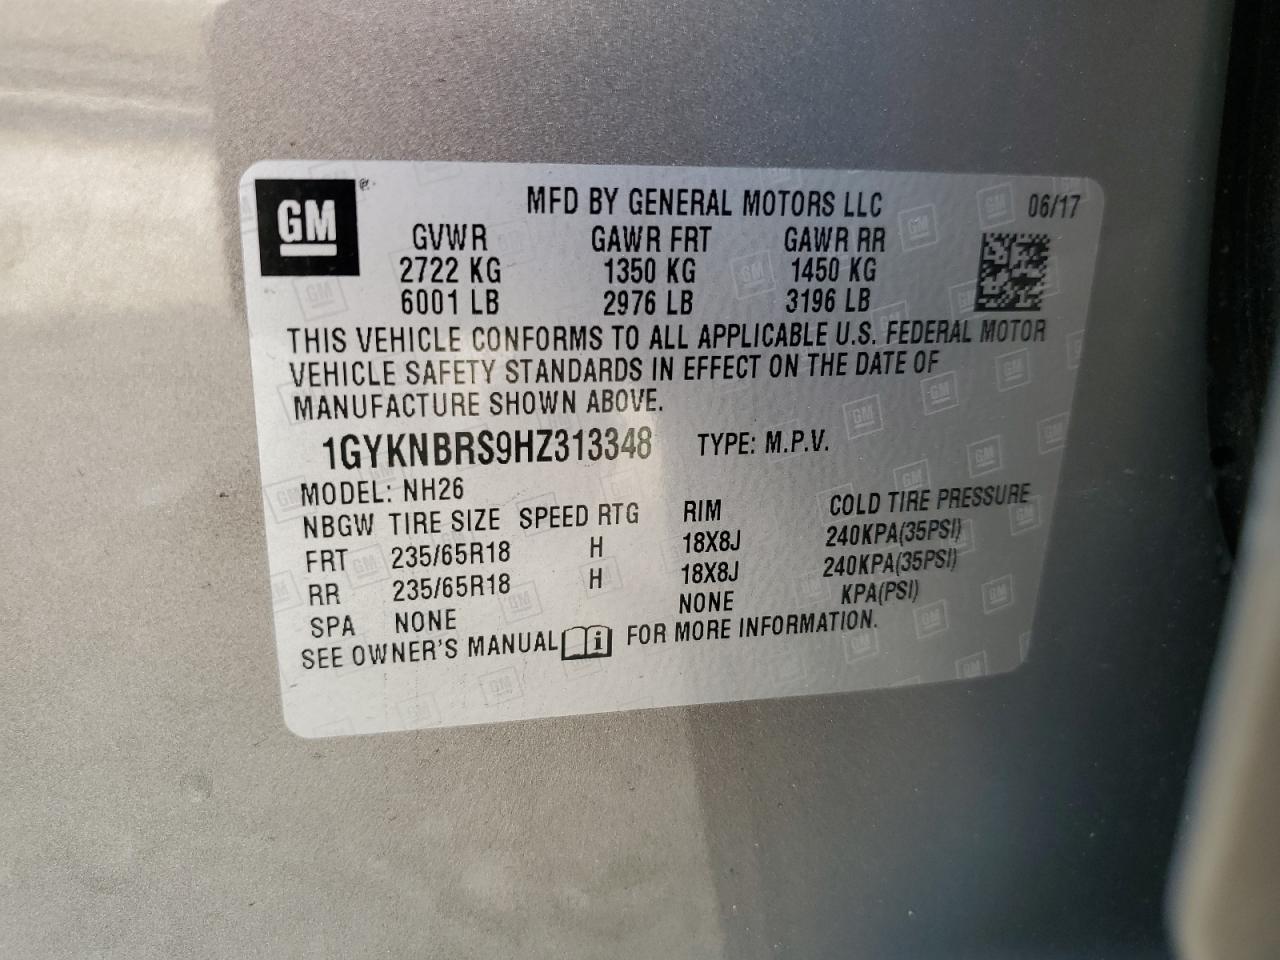 GM
MFD BY GENERAL MOTORS LLC 06/17
GVWR GAWR FRT GAWR RR
2722 KG 1350 KG 1450 KG
6001 LB 2976 LB 3196 LB
THIS VEHICLE CONFORMS TO ALL APPLICABLE U.S. FEDERAL MOTOR
VEHICLE SAFETY STANDARDS IN EFFECT ON THE DATE OF
MANUFACTURE SHOWN ABOVE.
1GYKNBRS9HZ313348 TYPE: M.P.V.
MODEL: NH26
NBGW TIRE SIZE SPEED RTG RIM COLD TIRE PRESSURE
FRT 235/65R18 H 18X8J 240KPA(35PSI)
RR 235/65R18 H 18X8J 240KPA(35PSI)
SPA NONE NONE KPA(PSI)
SEE OWNER'S MANUAL i FOR MORE INFORMATION.